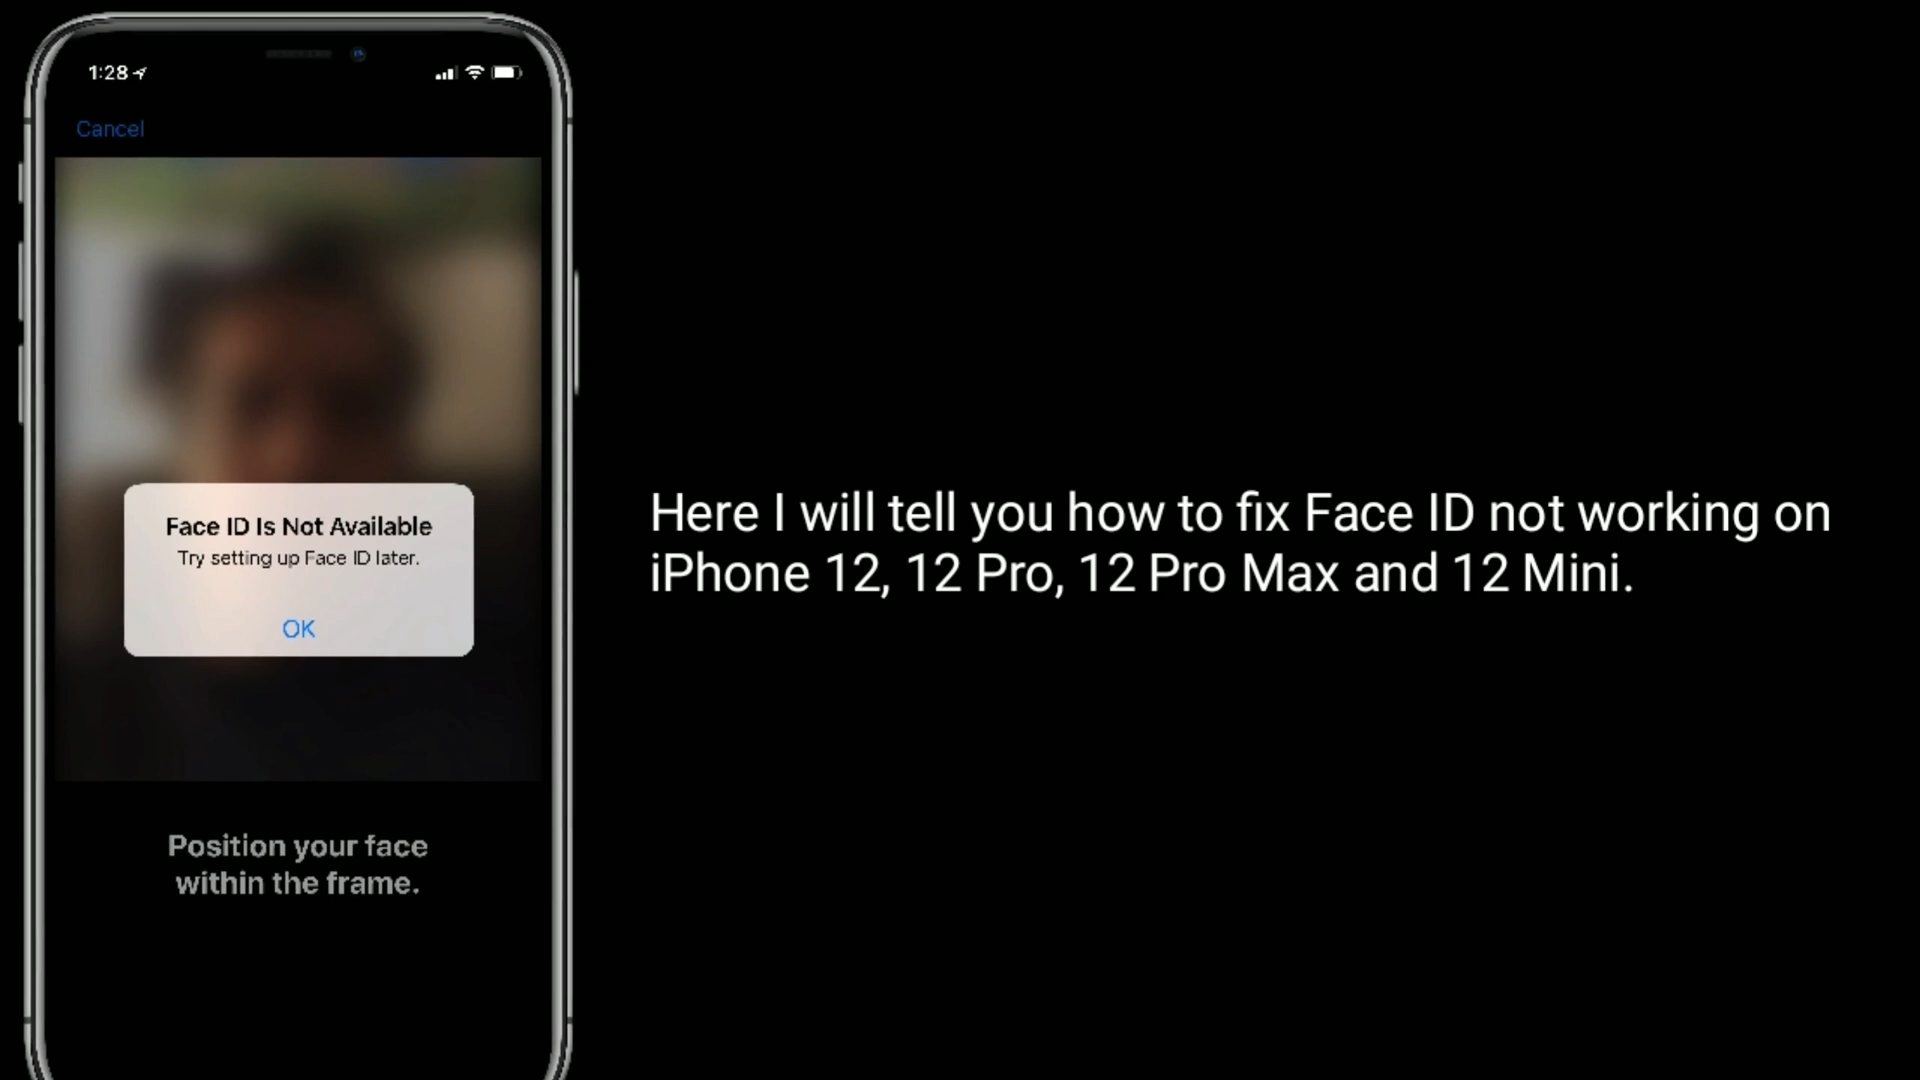 1:28
Cancel
Face ID Is Not Available
Try setting up Face ID later.
OK
Position your face
within the frame.
Here I will tell you how to fix Face ID not working on
iPhone 12, 12 Pro, 12 Pro Max and 12 Mini.